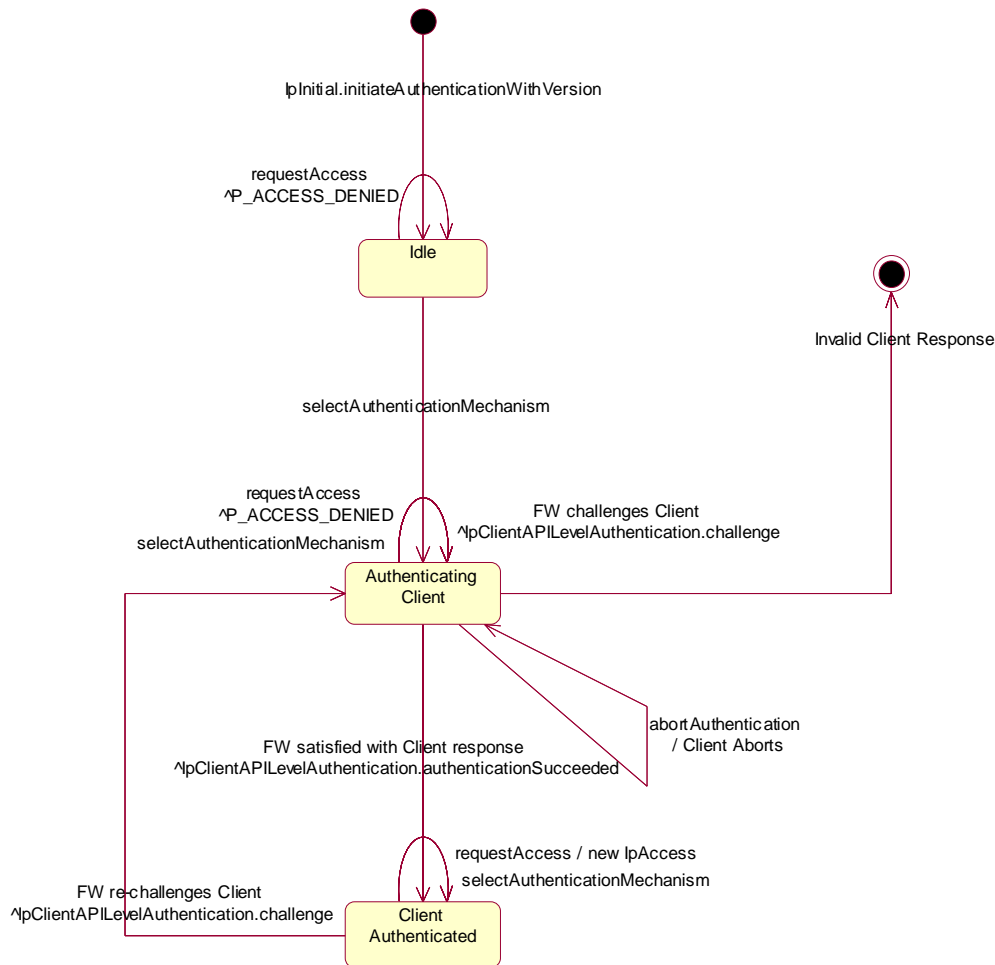 IpInitial.initiateAuthenticationWithVersion
requestAccess
^P_ACCESS_DENIED
Idle
Invalid Client Response
selectAuthenticationMechanism
requestAccess
^P_ACCESS_DENIED
selectAuthenticationMechanism
FW challenges Client
^IpClientAPILevelAuthentication.challenge
Authenticating
Client
abortAuthentication
/ Client Aborts
FW satisfied with Client response
^IpClientAPILevelAuthentication.authenticationSucceeded
requestAccess / new IpAccess
selectAuthenticationMechanism
FW re-challenges Client
^IpClientAPILevelAuthentication.challenge
Client
Authenticated